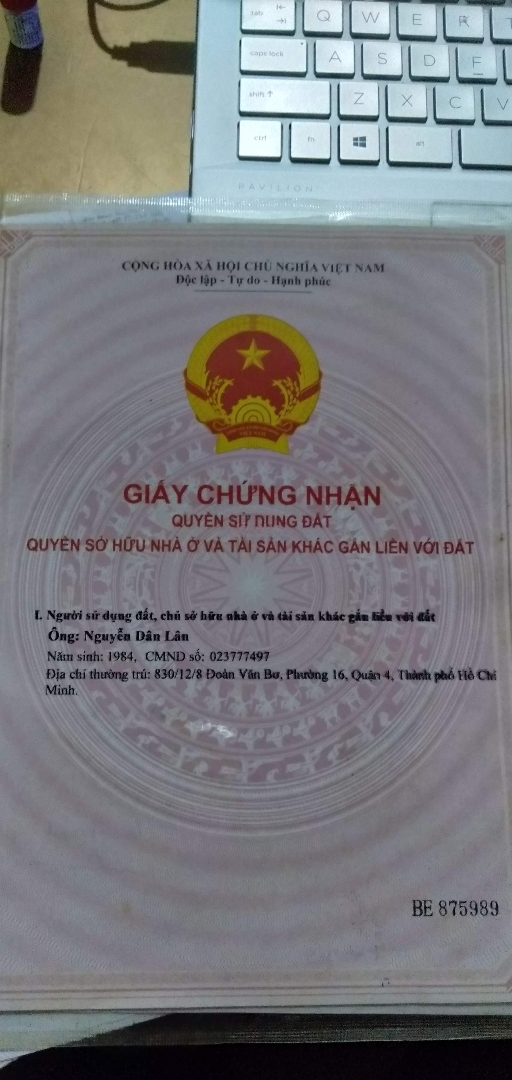 tab
Q W E R T
caps lock
A S D F
shift
Z X C V
ctrl fn alt
PAVILION
CỘNG HÒA XÃ HỘI CHỦ NGHĨA VIỆT NAM
Độc lập - Tự do - Hạnh phúc
GIẤY CHỨNG NHẬN
QUYỀN SỬ DỤNG ĐẤT
QUYỀN SỞ HỮU NHÀ Ở VÀ TÀI SẢN KHÁC GẮN LIỀN VỚI ĐẤT
I. Người sử dụng đất, chủ sở hữu nhà ở và tài sản khác gắn liền với đất
Ông: Nguyễn Dân Lân
Năm sinh: 1984, CMND số: 023777497
Địa chỉ thường trú: 830/12/8 Đoàn Văn Bơ, Phường 16, Quận 4, Thành phố Hồ Chí
Minh.
BE 875989